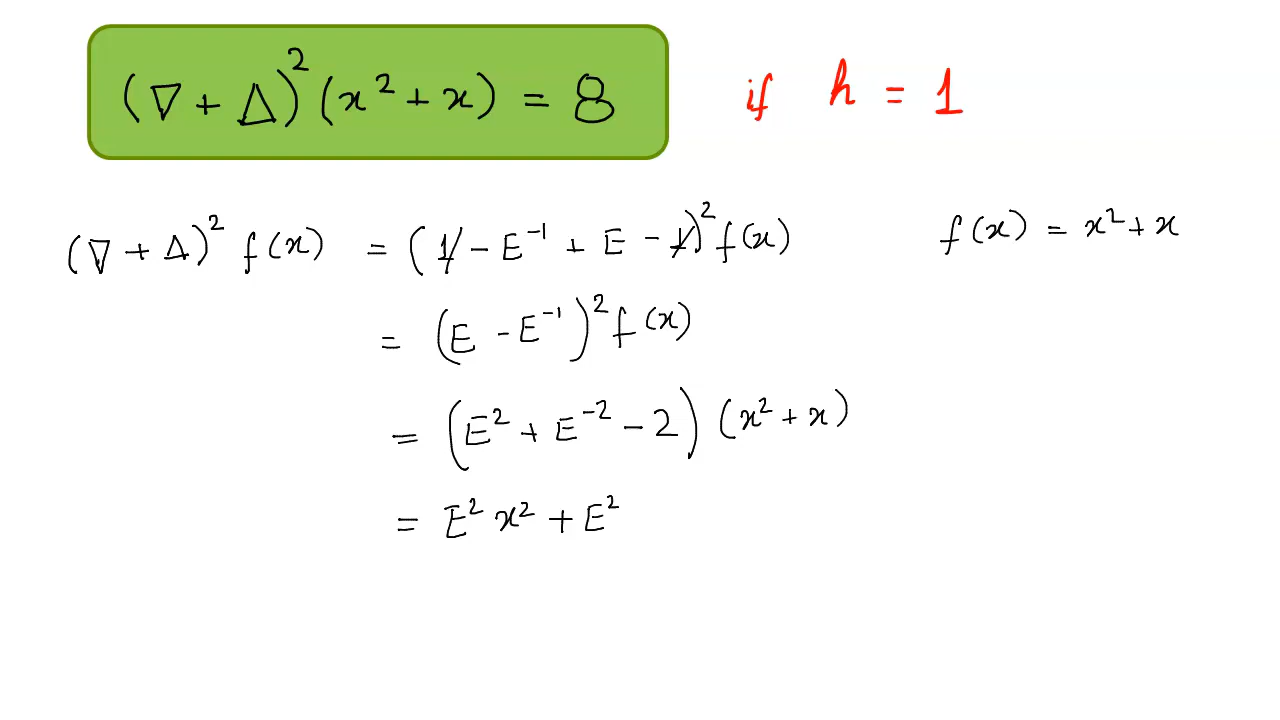 (∇ + Δ)² (x² + x) = 8 if h = 1
(∇ + Δ)² f(x) = (1 - E⁻¹ + E - 1)² f(x) f(x) = x² + x
= (E - E⁻¹)² f(x)
= (E² + E⁻² - 2) (x² + x)
= E² x² + E²